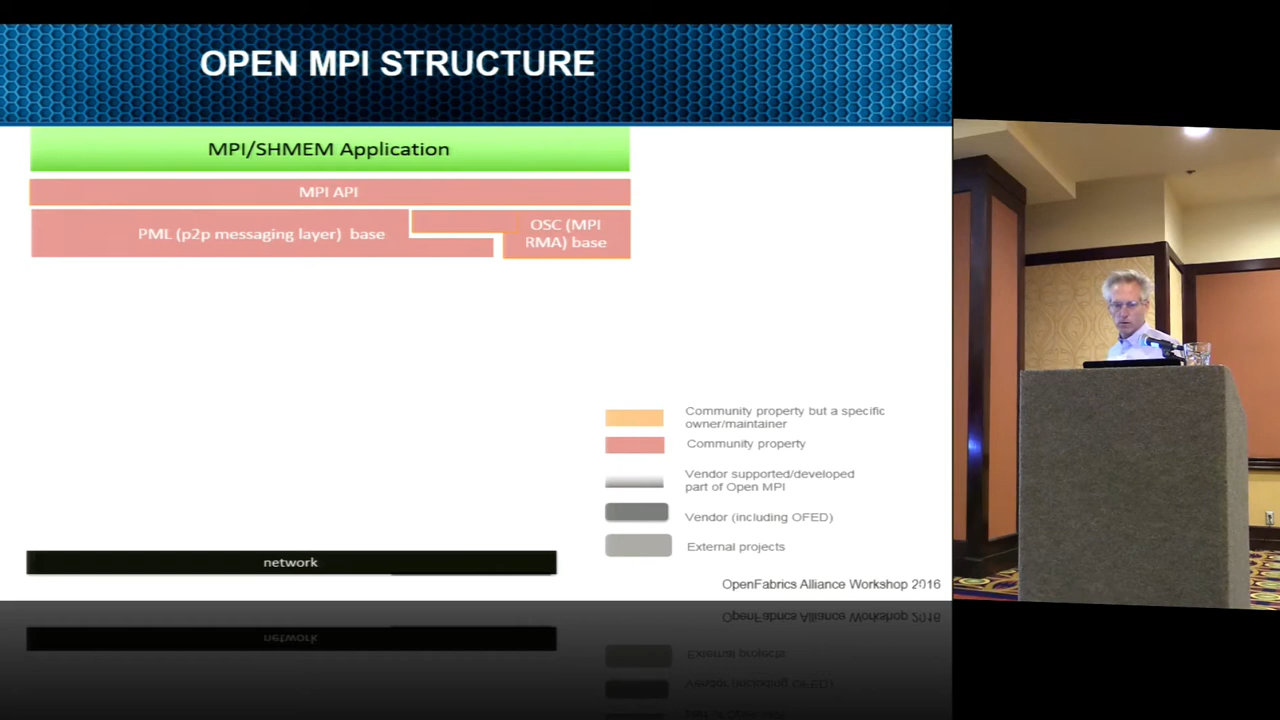 OPEN MPI STRUCTURE
MPI/SHMEM Application
MPI API
PML (p2p messaging layer) base
OSC (MPI
RMA) base
Community property but a specific
owner/maintainer
Community property
Vendor supported/developed
part of Open MPI
Vendor (including OFED)
External projects
network
OpenFabrics Alliance Workshop 2016